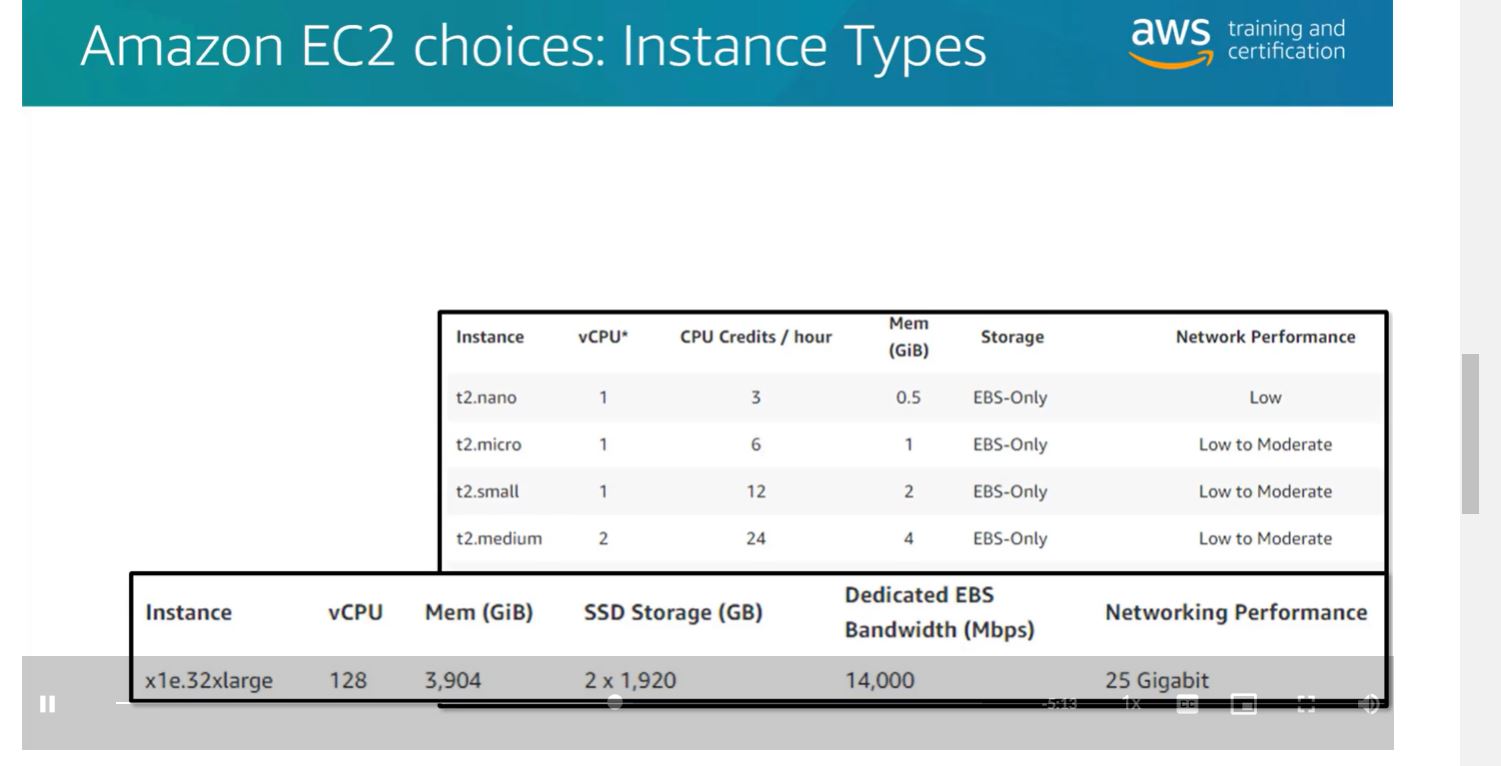 Amazon EC2 choices: Instance Types
aws training and
certification
Instance vCPU* CPU Credits / hour Mem (GiB) Storage Network Performance
t2.nano 1 3 0.5 EBS-Only Low
t2.micro 1 6 1 EBS-Only Low to Moderate
t2.small 1 12 2 EBS-Only Low to Moderate
t2.medium 2 24 4 EBS-Only Low to Moderate
Instance vCPU Mem (GiB) SSD Storage (GB) Dedicated EBS Bandwidth (Mbps) Networking Performance
x1e.32xlarge 128 3,904 2 x 1,920 14,000 25 Gigabit
-5:13 1x CC